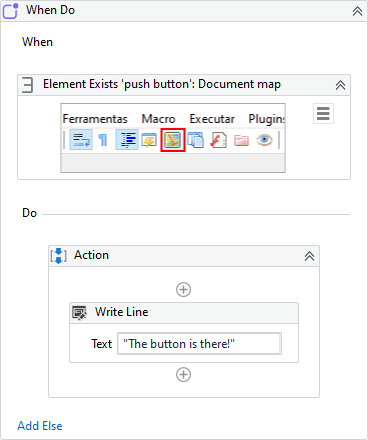 When Do
When
Element Exists 'push button': Document map
Ferramentas Macro Executar Plugins
Do
Action
Write Line
Text "The button is there!"
Add Else